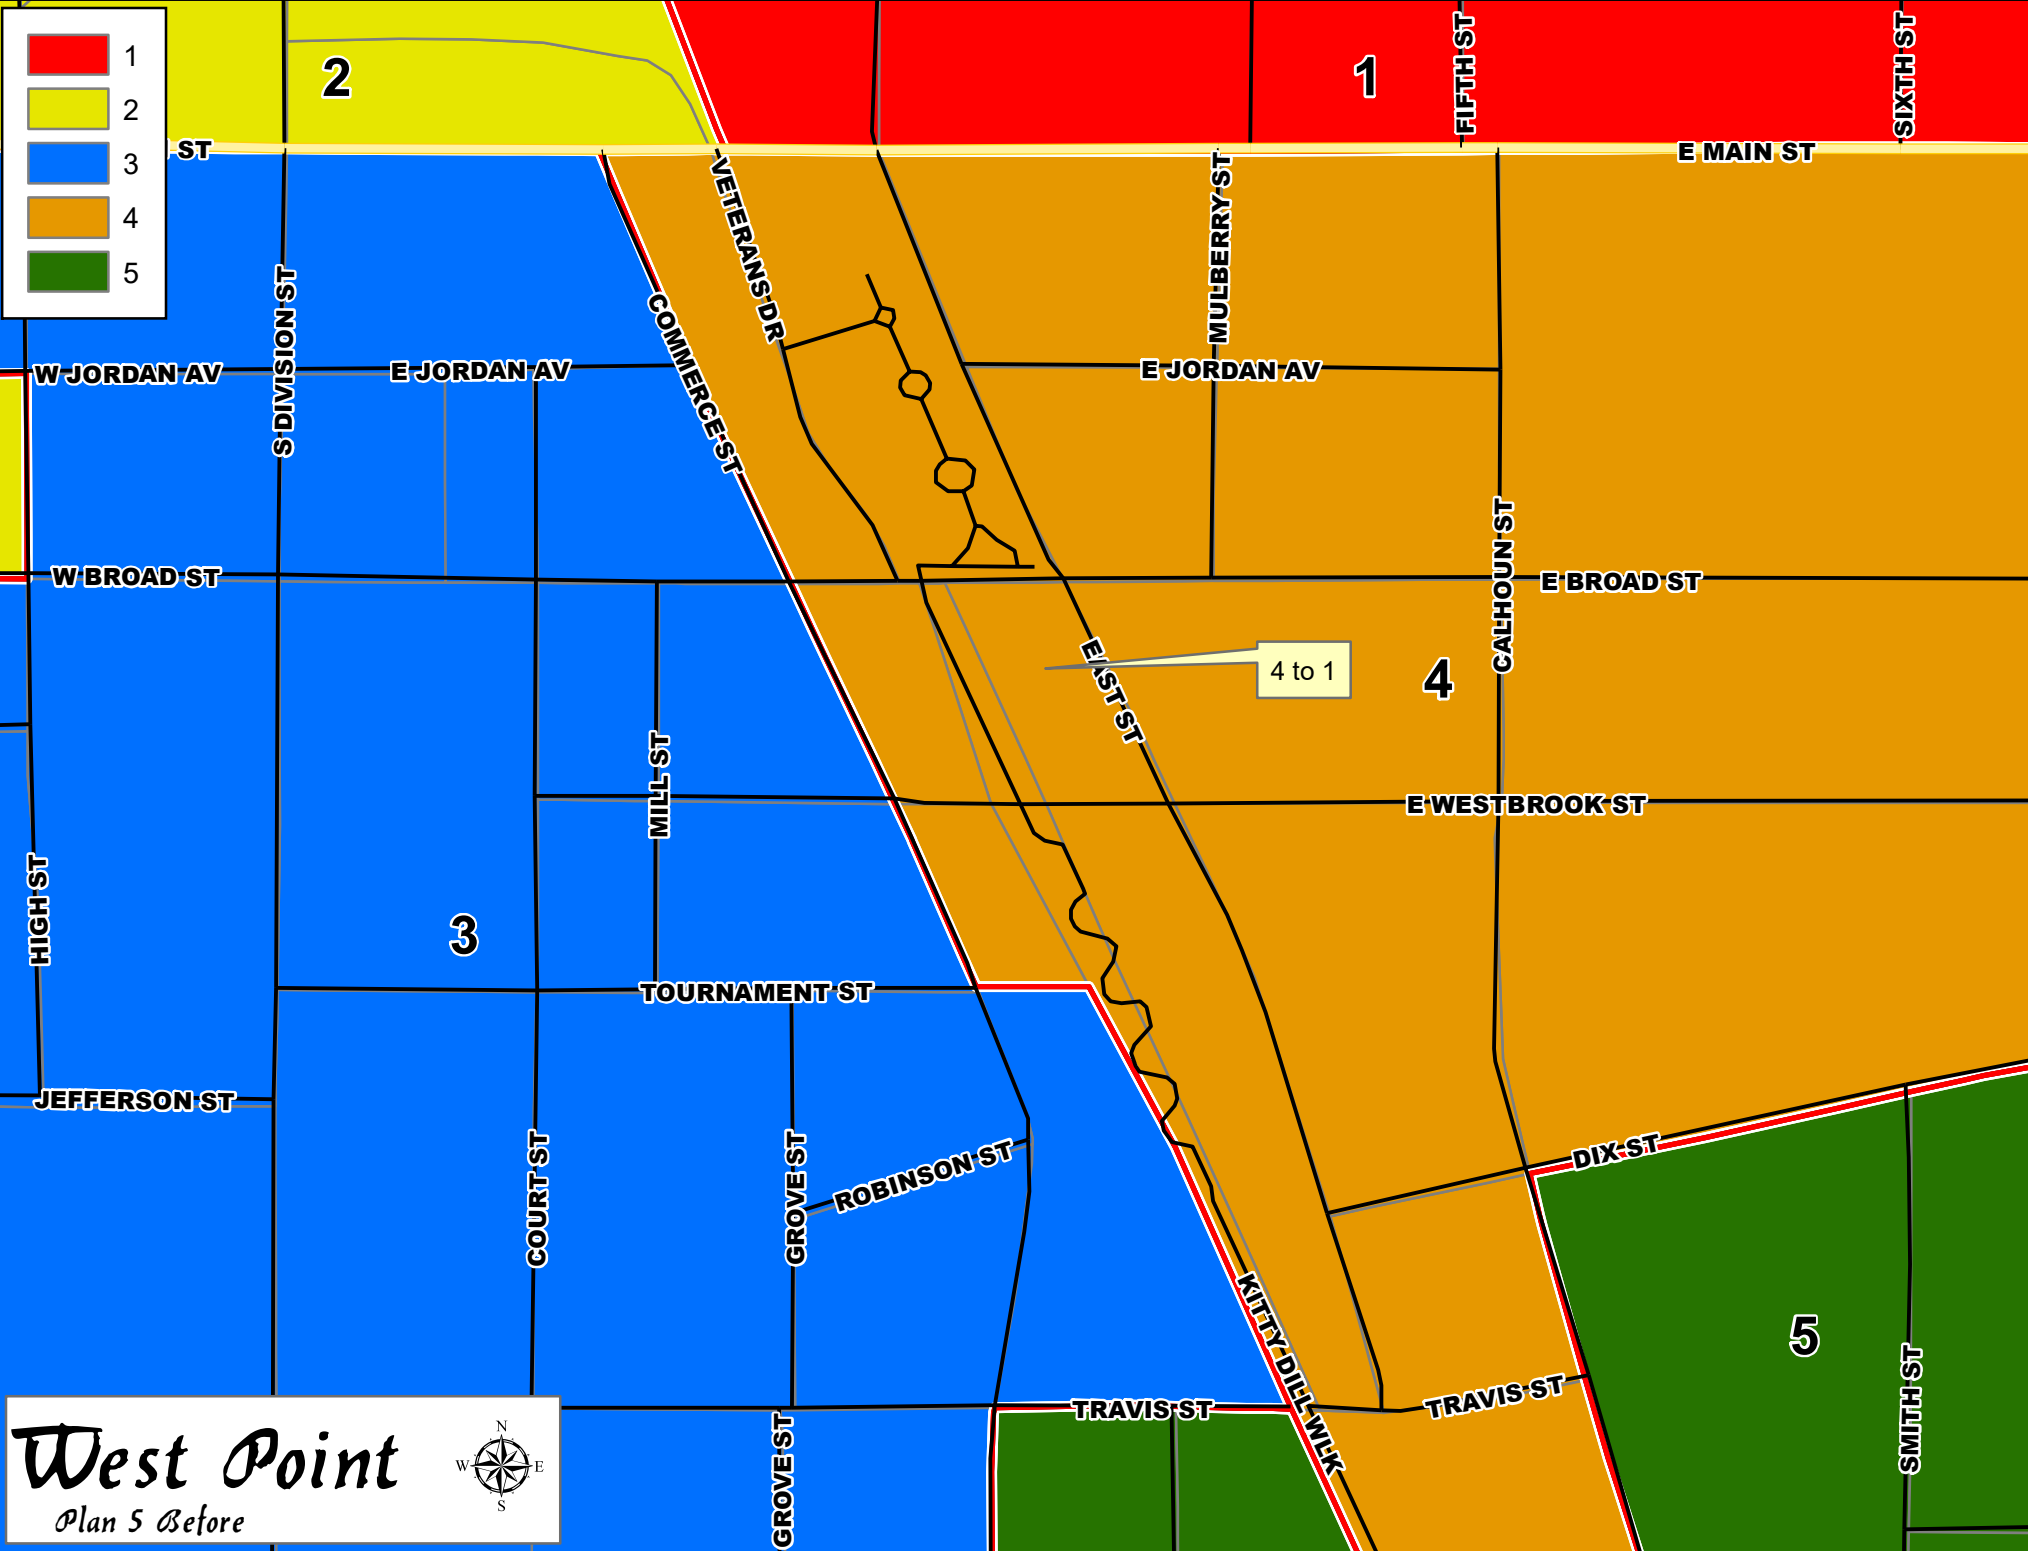 1
2
3
4
5
2
1
FIFTH ST
SIXTH ST
ST
E MAIN ST
VETERANS DR
MULBERRY ST
S DIVISION ST
COMMERCE ST
W JORDAN AV
E JORDAN AV
E JORDAN AV
W BROAD ST
E BROAD ST
CALHOUN ST
EAST ST
4 to 1
4
MILL ST
E WESTBROOK ST
HIGH ST
3
TOURNAMENT ST
JEFFERSON ST
COURT ST
GROVE ST
ROBINSON ST
DIX ST
KITTY DILL WLK
5
SMITH ST
TRAVIS ST
TRAVIS ST
GROVE ST
West Point
Plan 5 Before
N
W E
S